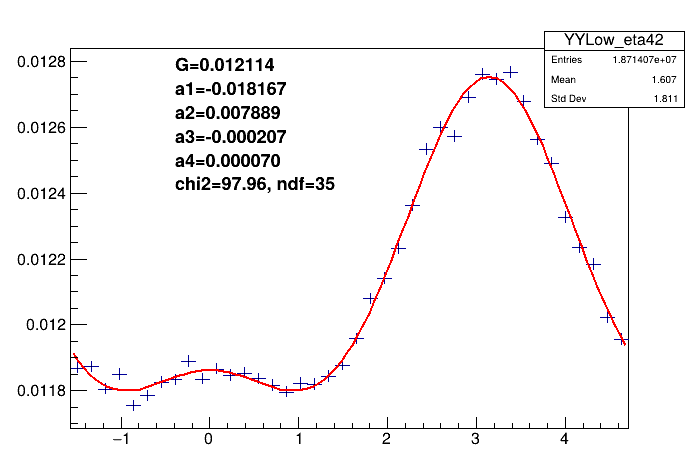 YYLow_eta42
Entries 1.871407e+07
Mean 1.607
Std Dev 1.811
G=0.012114
a1=-0.018167
a2=0.007889
a3=-0.000207
a4=0.000070
chi2=97.96, ndf=35
0.0128
0.0126
0.0124
0.0122
0.012
0.0118
−1 0 1 2 3 4